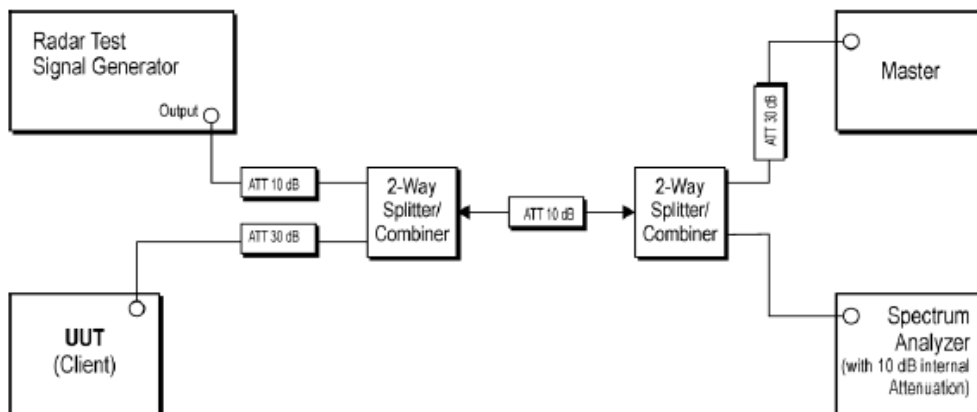 Radar Test
Signal Generator
Output
ATT 10 dB
ATT 30 dB
2-Way
Splitter/
Combiner
ATT 10 dB
2-Way
Splitter/
Combiner
ATT 30 dB
Master
UUT
(Client)
Spectrum
Analyzer
(with 10 dB internal
Attenuation)